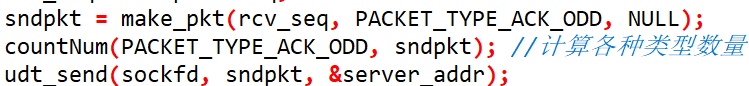 sndpkt = make_pkt(rcv_seq, PACKET_TYPE_ACK_ODD, NULL);
countNum(PACKET_TYPE_ACK_ODD, sndpkt); //计算各种类型数量
udt_send(sockfd, sndpkt, &server_addr);